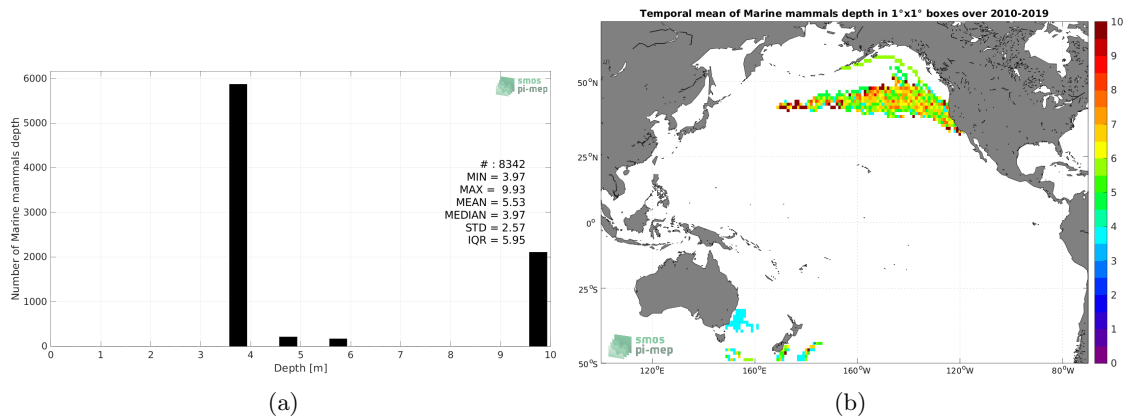 smos
pi-mep
6000
5000
4000
3000
2000
1000
0
Number of Marine mammals depth
# : 8342
MIN = 3.97
MAX = 9.93
MEAN = 5.53
MEDIAN = 3.97
STD = 2.57
IQR = 5.95
0 1 2 3 4 5 6 7 8 9 10
Depth [m]
(a)
Temporal mean of Marine mammals depth in 1°x1° boxes over 2010-2019
50°N
25°N
0°
25°S
50°S
120°E 160°E 160°W 120°W 80°W
smos
pi-mep
10
9
8
7
6
5
4
3
2
1
0
(b)